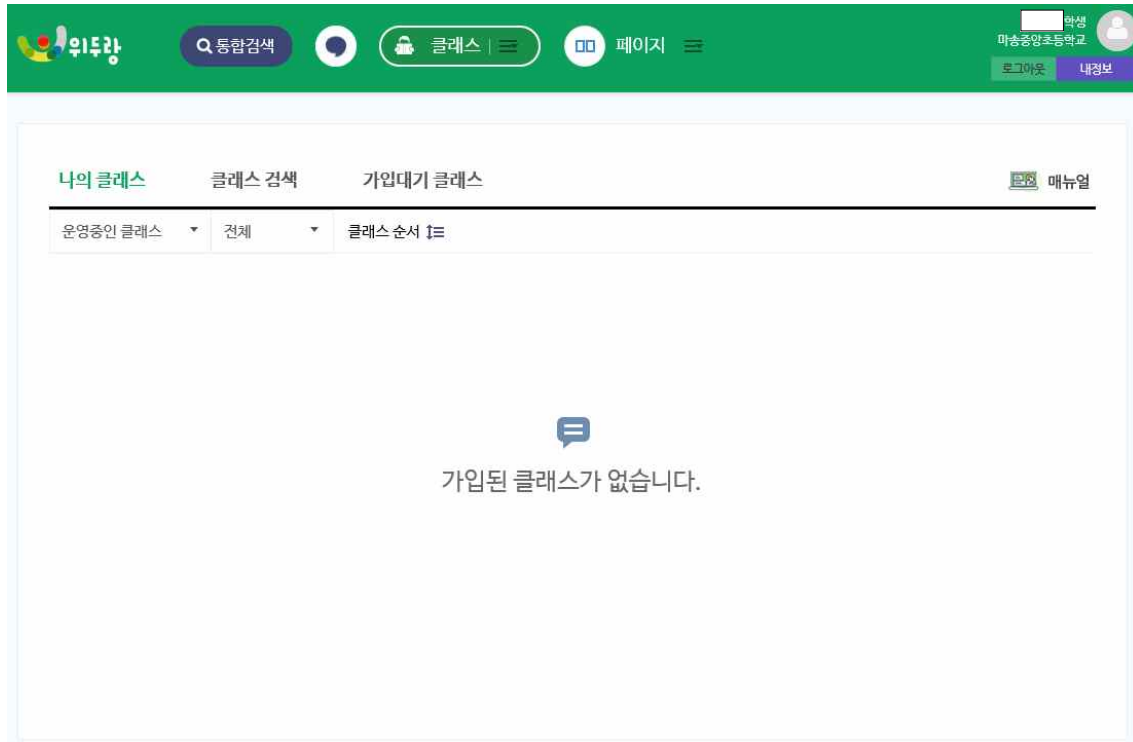 위두랑
통합검색
클래스
페이지
학생
마송중앙초등학교
로그아웃 내정보
나의 클래스 클래스 검색 가입대기 클래스 매뉴얼
운영중인 클래스 전체 클래스 순서
가입된 클래스가 없습니다.